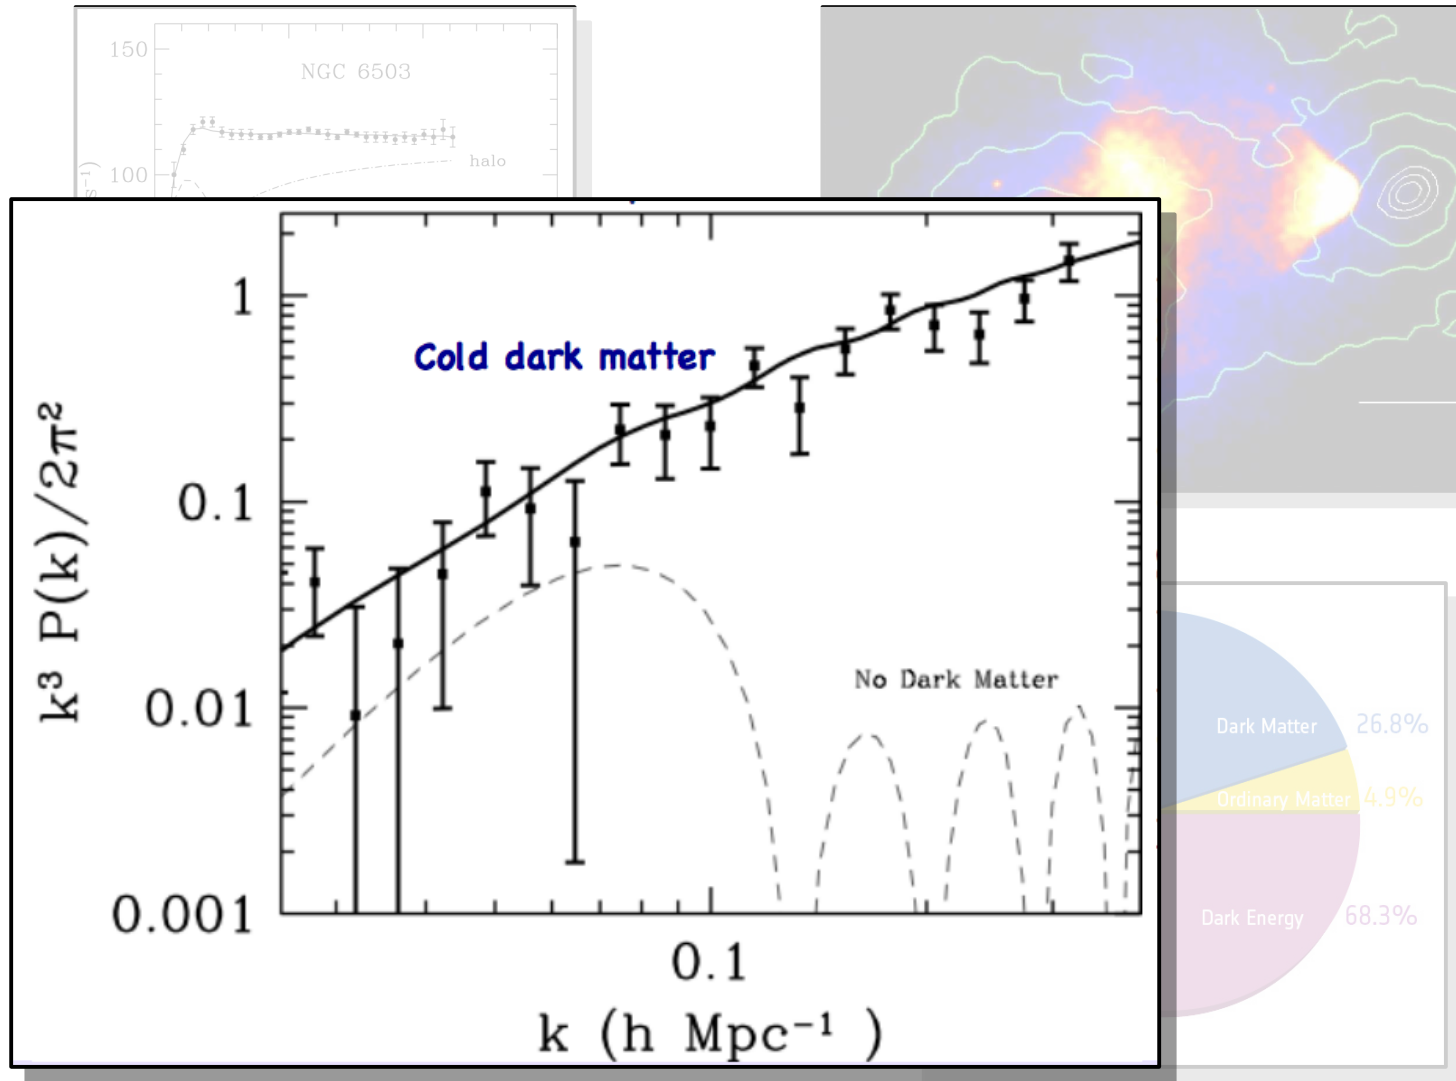 150
NGC 6503
halo
100
s⁻¹)
Cold dark matter
1
0.1
0.01
0.001
k³ P(k)/2π²
No Dark Matter
0.1
k (h Mpc⁻¹ )
Dark Matter 26.8%
Ordinary Matter 4.9%
Dark Energy 68.3%